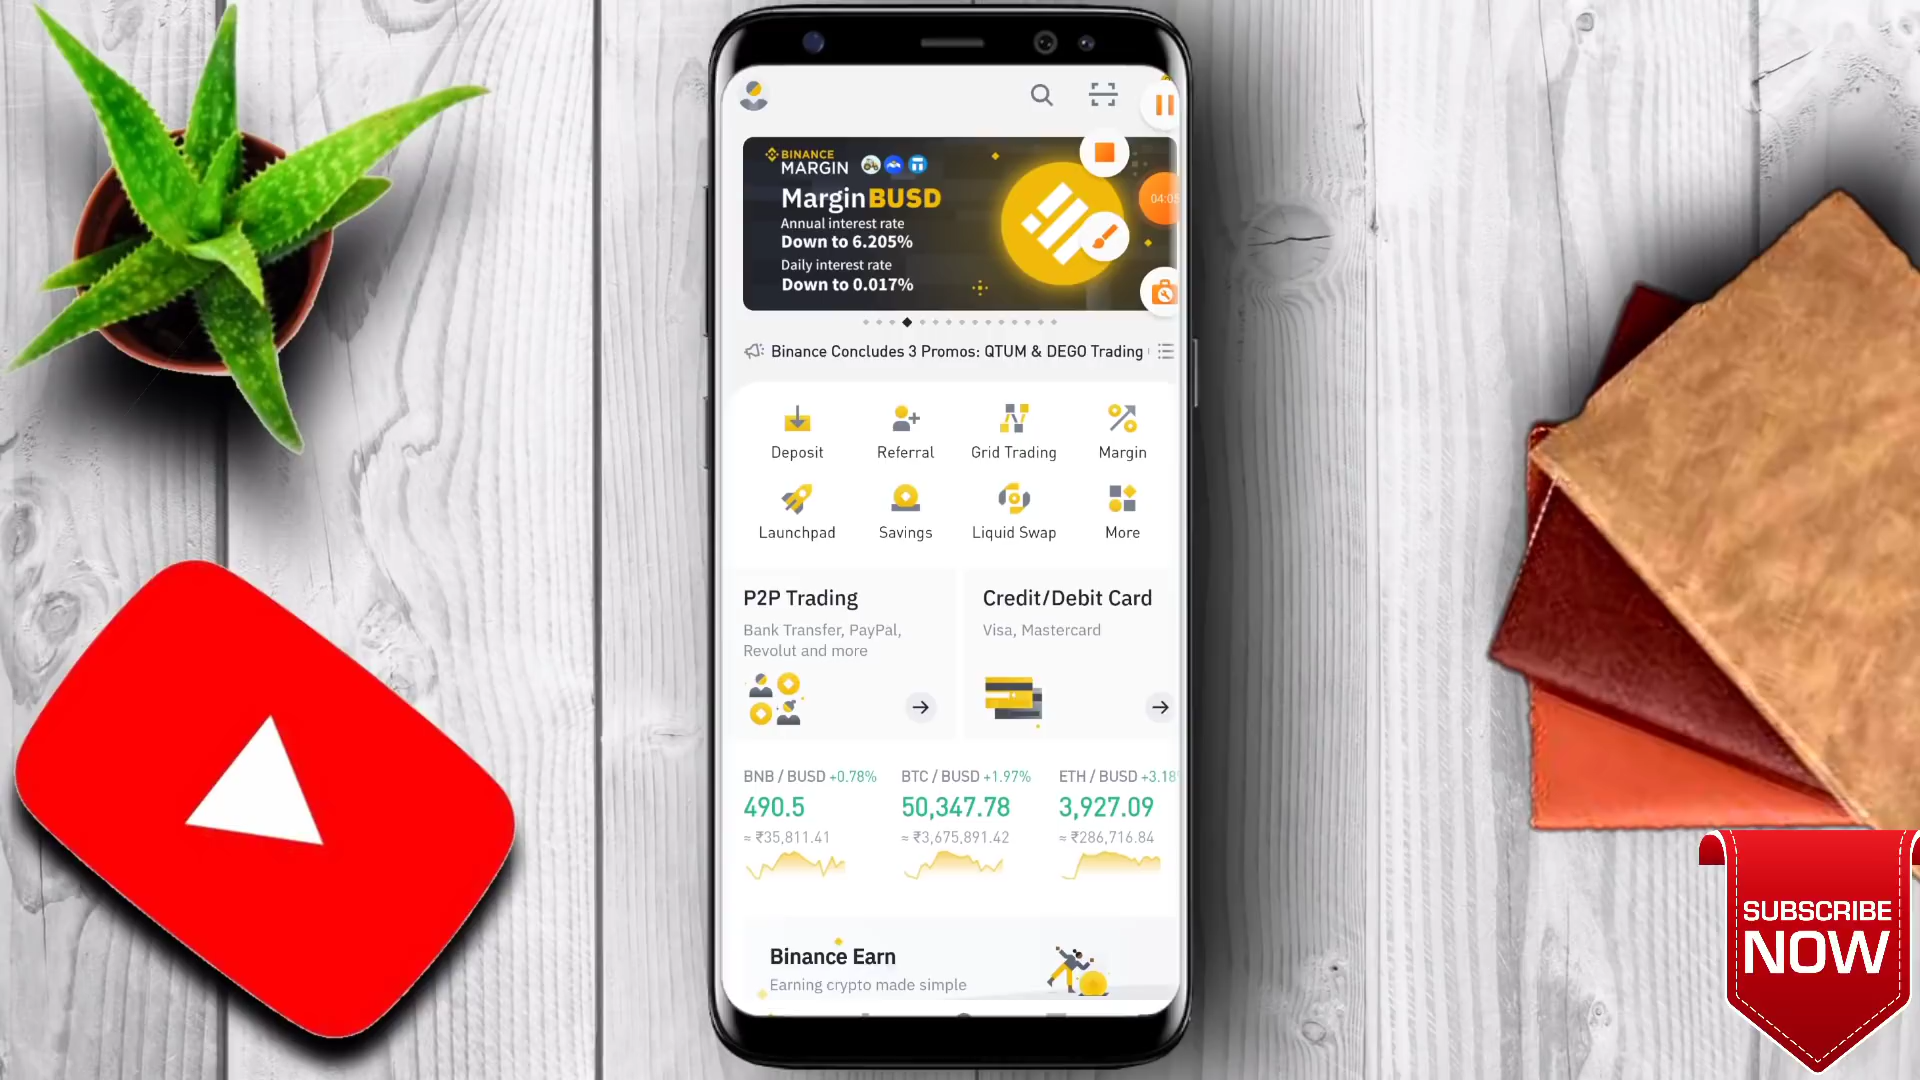 BINANCE
MARGIN
MarginBUSD
Annual interest rate
Down to 6.205%
Daily interest rate
Down to 0.017%
Binance Concludes 3 Promos: QTUM & DEGO Trading
Deposit
Referral
Grid Trading
Margin
Launchpad
Savings
Liquid Swap
More
P2P Trading
Bank Transfer, PayPal,
Revolut and more
Credit/Debit Card
Visa, Mastercard
BNB / BUSD +0.78%
490.5
≈ ₹35,811.41
BTC / BUSD +1.97%
50,347.78
≈ ₹3,675,891.42
ETH / BUSD +3.18
3,927.09
≈ ₹286,716.84
Binance Earn
Earning crypto made simple
SUBSCRIBE
NOW